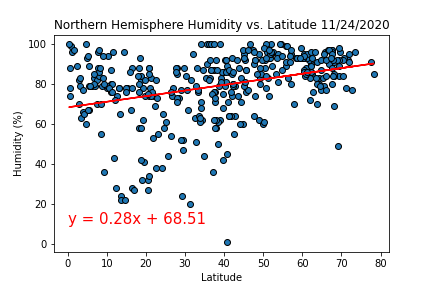 Northern Hemisphere Humidity vs. Latitude 11/24/2020
100
80
60
40
20
0
Humidity (%)
y = 0.28x + 68.51
0 10 20 30 40 50 60 70 80
Latitude